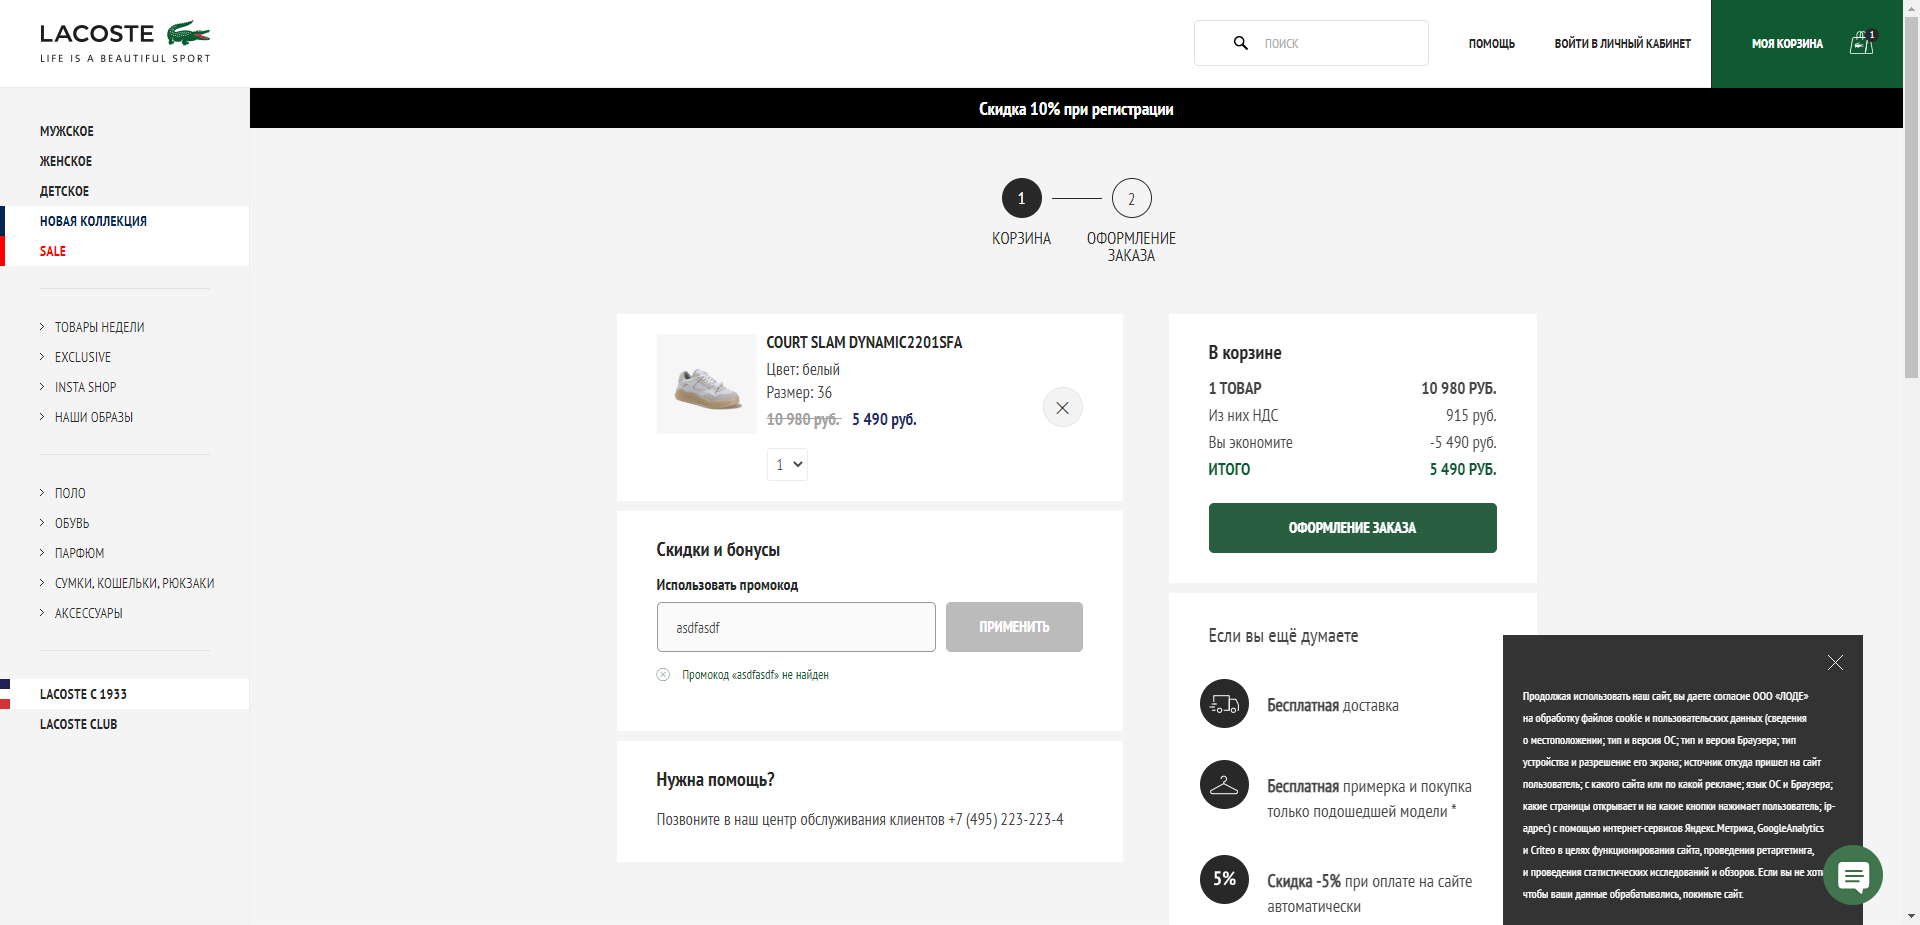 LACOSTE
LIFE IS A BEAUTIFUL SPORT
ПОИСК
ПОМОЩЬ
ВОЙТИ В ЛИЧНЫЙ КАБИНЕТ
МОЯ КОРЗИНА
1
Скидка 10% при регистрации
МУЖСКОЕ
ЖЕНСКОЕ
ДЕТСКОЕ
НОВАЯ КОЛЛЕКЦИЯ
SALE
ТОВАРЫ НЕДЕЛИ
EXCLUSIVE
INSTA SHOP
НАШИ ОБРАЗЫ
ПОЛО
ОБУВЬ
ПАРФЮМ
СУМКИ, КОШЕЛЬКИ, РЮКЗАКИ
АКСЕССУАРЫ
LACOSTE С 1933
LACOSTE CLUB
1
КОРЗИНА
2
ОФОРМЛЕНИЕ
ЗАКАЗА
COURT SLAM DYNAMIC2201SFA
Цвет: белый
Размер: 36
10 980 руб. 5 490 руб.
1
Скидки и бонусы
Использовать промокод
asdfasdf
ПРИМЕНИТЬ
Промокод «asdfasdf» не найден
Нужна помощь?
Позвоните в наш центр обслуживания клиентов +7 (495) 223-223-4
В корзине
1 ТОВАР 10 980 РУБ.
Из них НДС 915 руб.
Вы экономите -5 490 руб.
ИТОГО 5 490 РУБ.
ОФОРМЛЕНИЕ ЗАКАЗА
Если вы ещё думаете
Бесплатная доставка
Бесплатная примерка и покупка
только подошедшей модели *
5%
Скидка -5% при оплате на сайте
автоматически
Продолжая использовать наш сайт, вы даете согласие ООО «ЛОДЕ»
на обработку файлов cookie и пользовательских данных (сведения
о местоположении; тип и версия ОС; тип и версия Браузера; тип
устройства и разрешение его экрана; источник откуда пришел на сайт
пользователь; с какого сайта или по какой рекламе; язык ОС и Браузера;
какие страницы открывает и на какие кнопки нажимает пользователь; ip-
адрес) с помощью интернет-сервисов Яндекс.Метрика, GoogleAnalytics
и Criteo в целях функционирования сайта, проведения ретаргетинга,
и проведения статистических исследований и обзоров. Если вы не хоти
чтобы ваши данные обрабатывались, покиньте сайт.